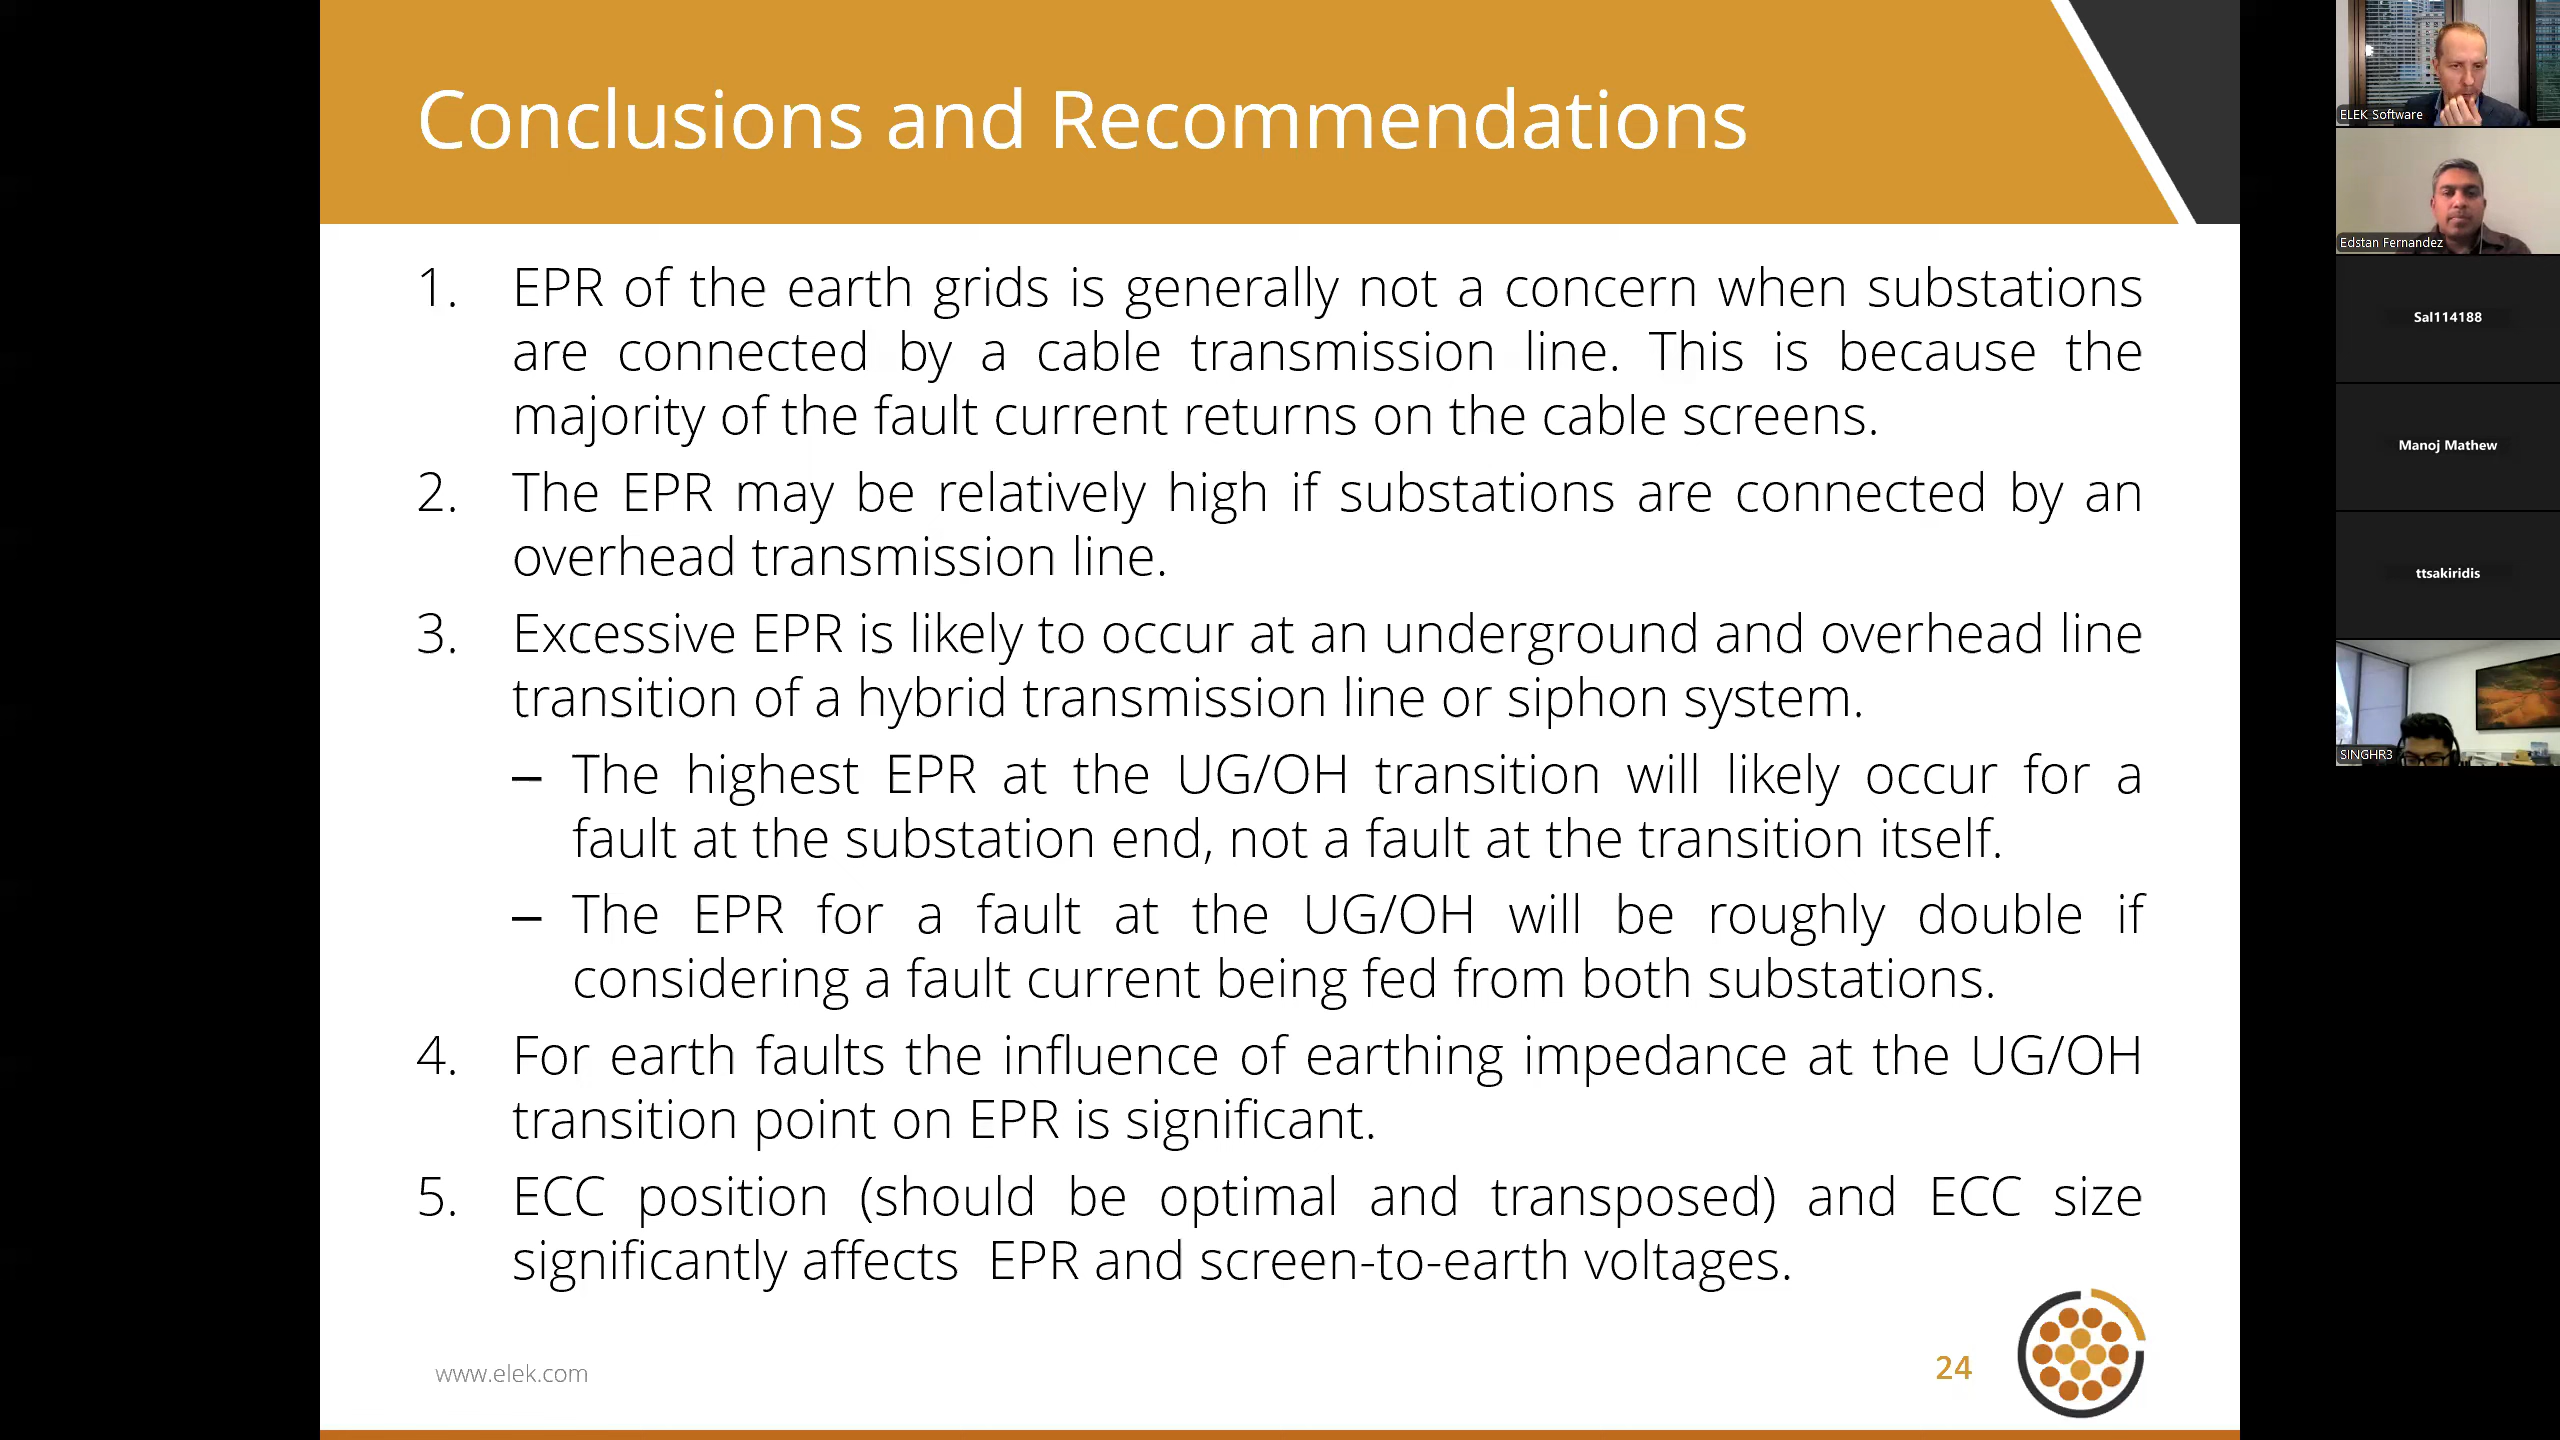 Conclusions and Recommendations
1. EPR of the earth grids is generally not a concern when substations
are connected by a cable transmission line. This is because the
majority of the fault current returns on the cable screens.
2. The EPR may be relatively high if substations are connected by an
overhead transmission line.
3. Excessive EPR is likely to occur at an underground and overhead line
transition of a hybrid transmission line or siphon system.
– The highest EPR at the UG/OH transition will likely occur for a
fault at the substation end, not a fault at the transition itself.
– The EPR for a fault at the UG/OH will be roughly double if
considering a fault current being fed from both substations.
4. For earth faults the influence of earthing impedance at the UG/OH
transition point on EPR is significant.
5. ECC position (should be optimal and transposed) and ECC size
significantly affects  EPR and screen-to-earth voltages.
www.elek.com
24
ELEK Software
Edstan Fernandez
Sal114188
Manoj Mathew
ttsakiridis
SINGHR3